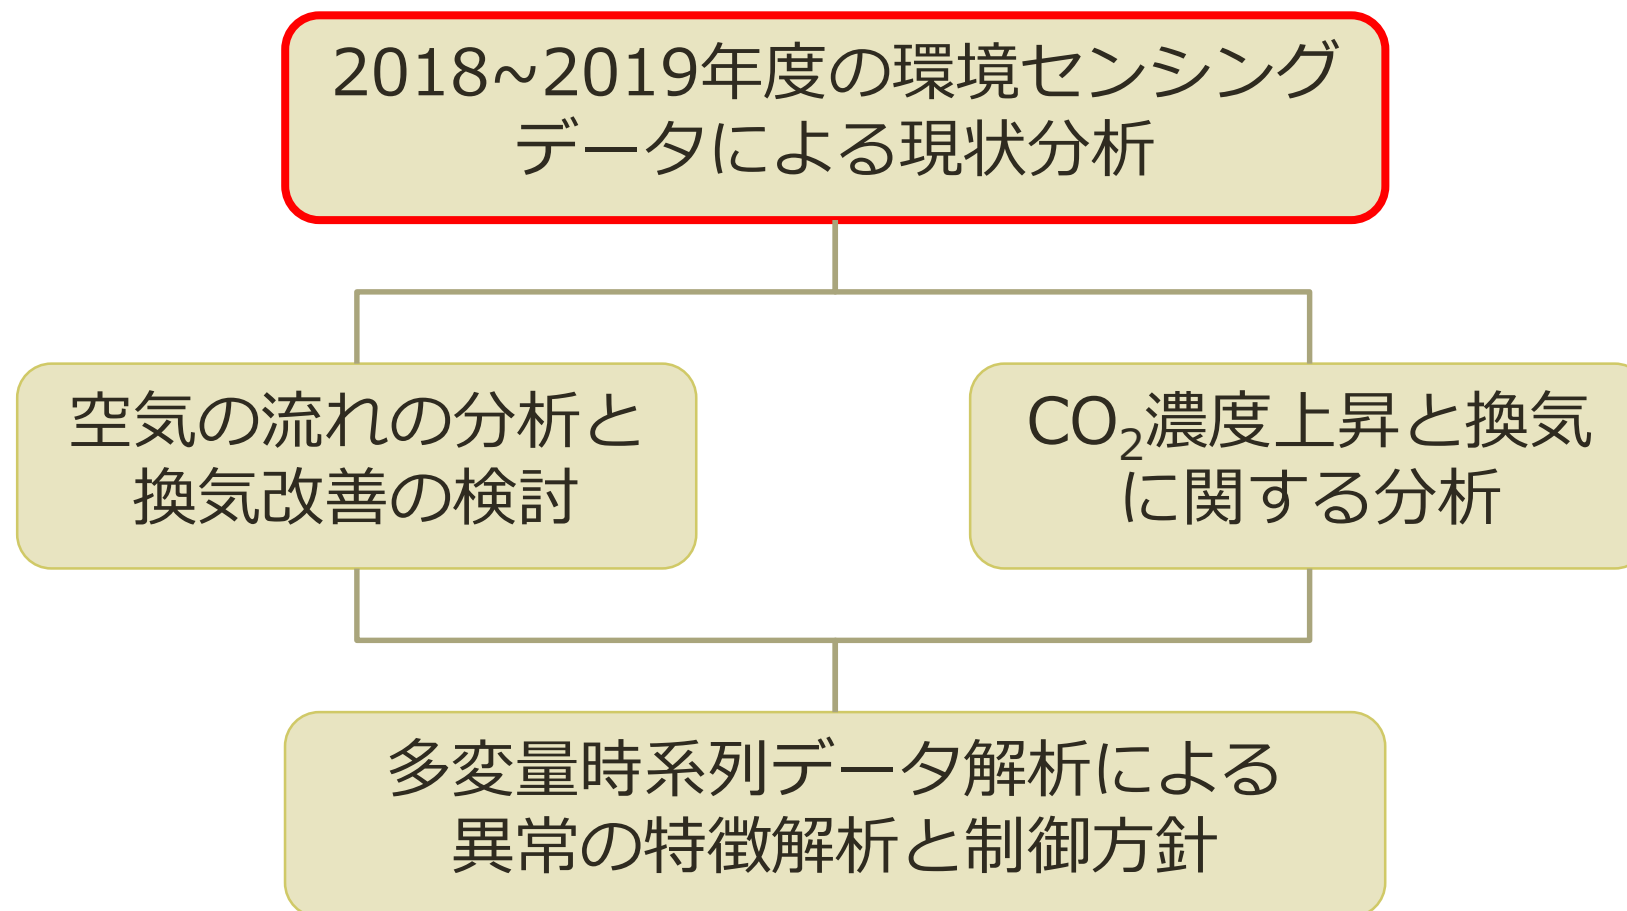 2018~2019年度の環境センシング
データによる現状分析
空気の流れの分析と
換気改善の検討
CO₂濃度上昇と換気
に関する分析
多変量時系列データ解析による
異常の特徴解析と制御方針